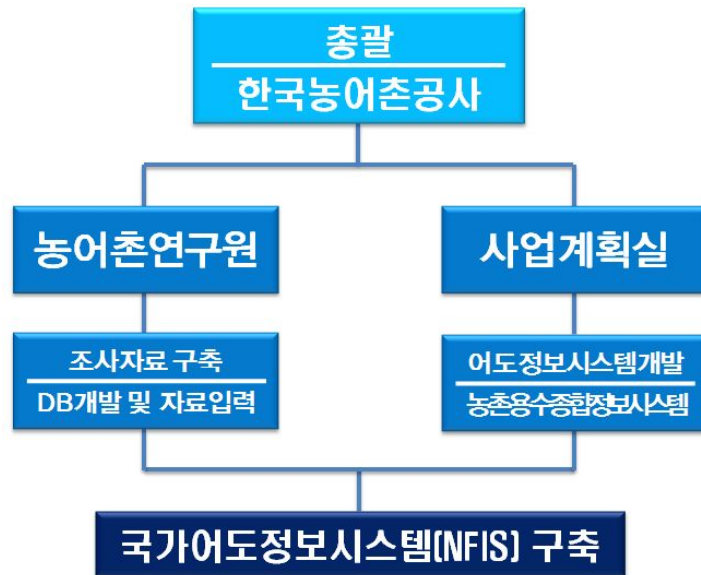 총괄
한국농어촌공사
농어촌연구원
사업계획실
조사자료 구축
DB개발 및 자료입력
어도정보시스템개발
농촌용수종합정보시스템
국가어도정보시스템(NFIS) 구축